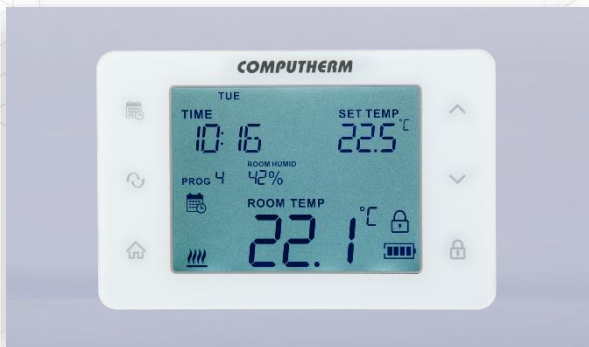 COMPUTHERM
TUE
TIME
SET TEMP
10:16
22.5 °C
ROOM HUMID
PROG 4
42%
ROOM TEMP
22.1 °C